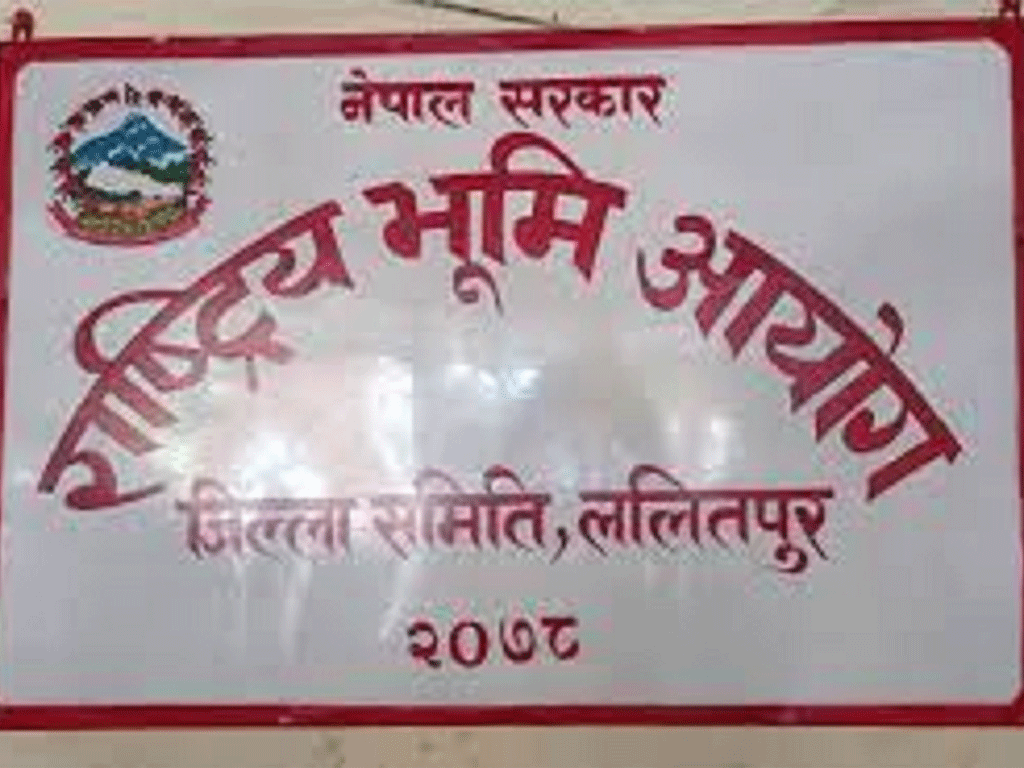 नेपाल सरकार
राष्ट्रिय भूमि आयोग
जिल्ला समिति, ललितपुर
२०७८